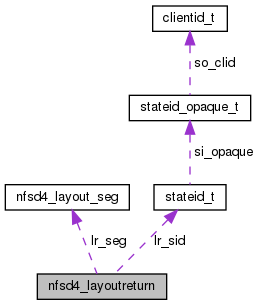 clientid_t
so_clid
stateid_opaque_t
si_opaque
nfsd4_layout_seg
stateid_t
lr_seg
lr_sid
nfsd4_layoutreturn